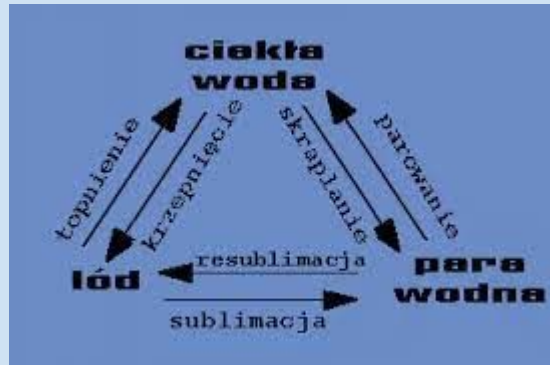 ciekła
woda
topnienie
krzepnięcie
skraplanie
parowanie
resublimacja
lód
para
wodna
sublimacja